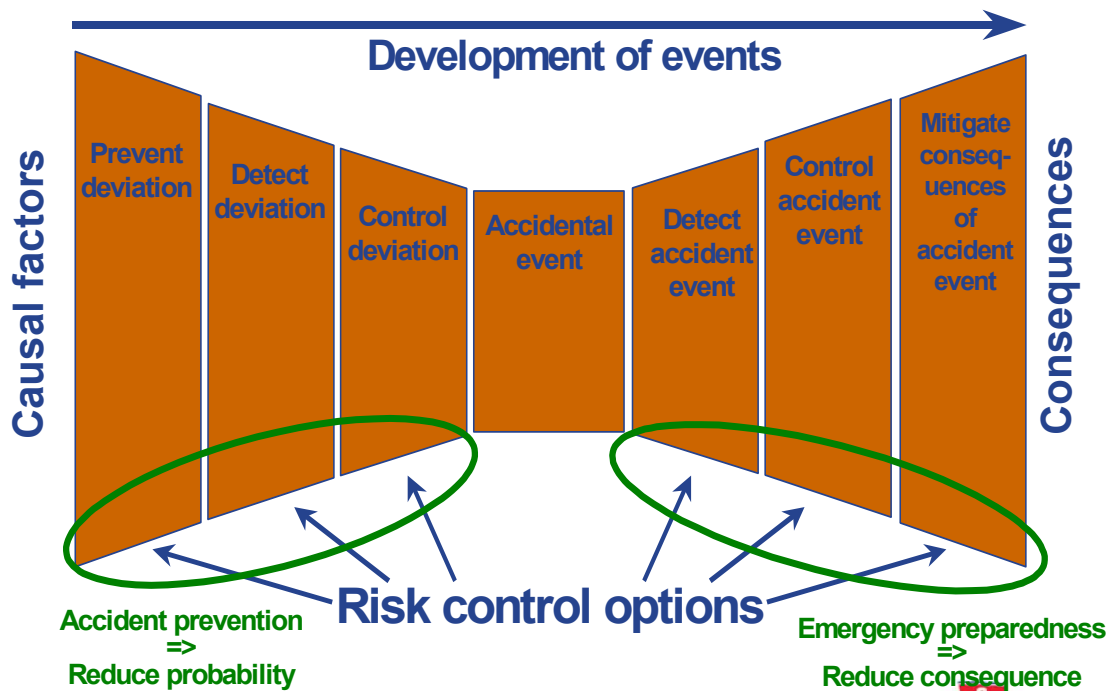 Development of events
Causal factors
Prevent
deviation
Detect
deviation
Control
deviation
Accidental
event
Detect
accident
event
Control
accident
event
Mitigate
conseq-
uences
of
accident
event
Consequences
Risk control options
Accident prevention
=>
Reduce probability
Emergency preparedness
=>
Reduce consequence